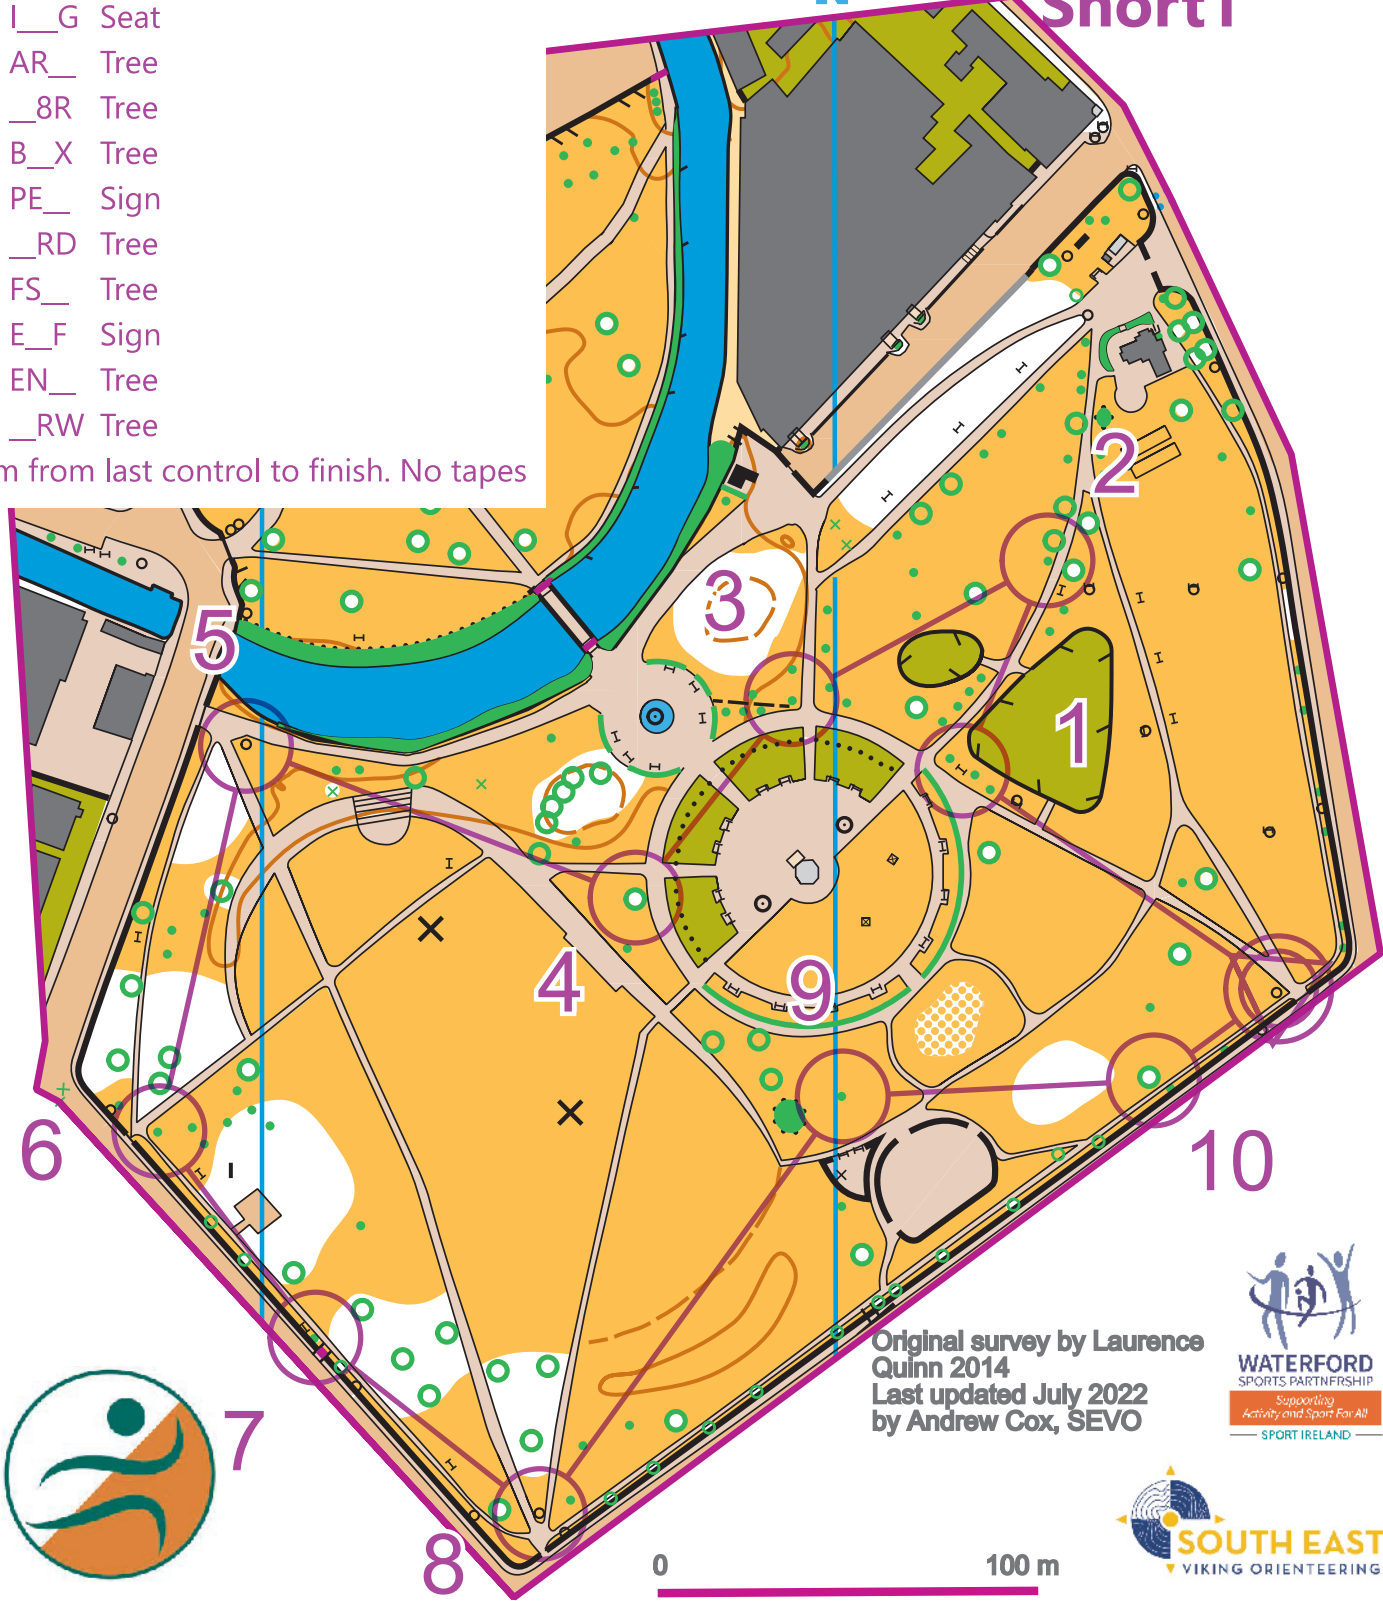 Short1
I__G Seat
AR__ Tree
__8R Tree
B__X Tree
PE__ Sign
__RD Tree
FS__ Tree
E__F Sign
EN__ Tree
__RW Tree
m from last control to finish. No tapes
2
3
5
1
4
9
6
10
7
8
Original survey by Laurence
Quinn 2014
Last updated July 2022
by Andrew Cox, SEVO
WATERFORD
SPORTS PARTNERSHIP
Supporting
Activity and Sport For All
SPORT IRELAND
SOUTH EAST
VIKING ORIENTEERING
0 100 m